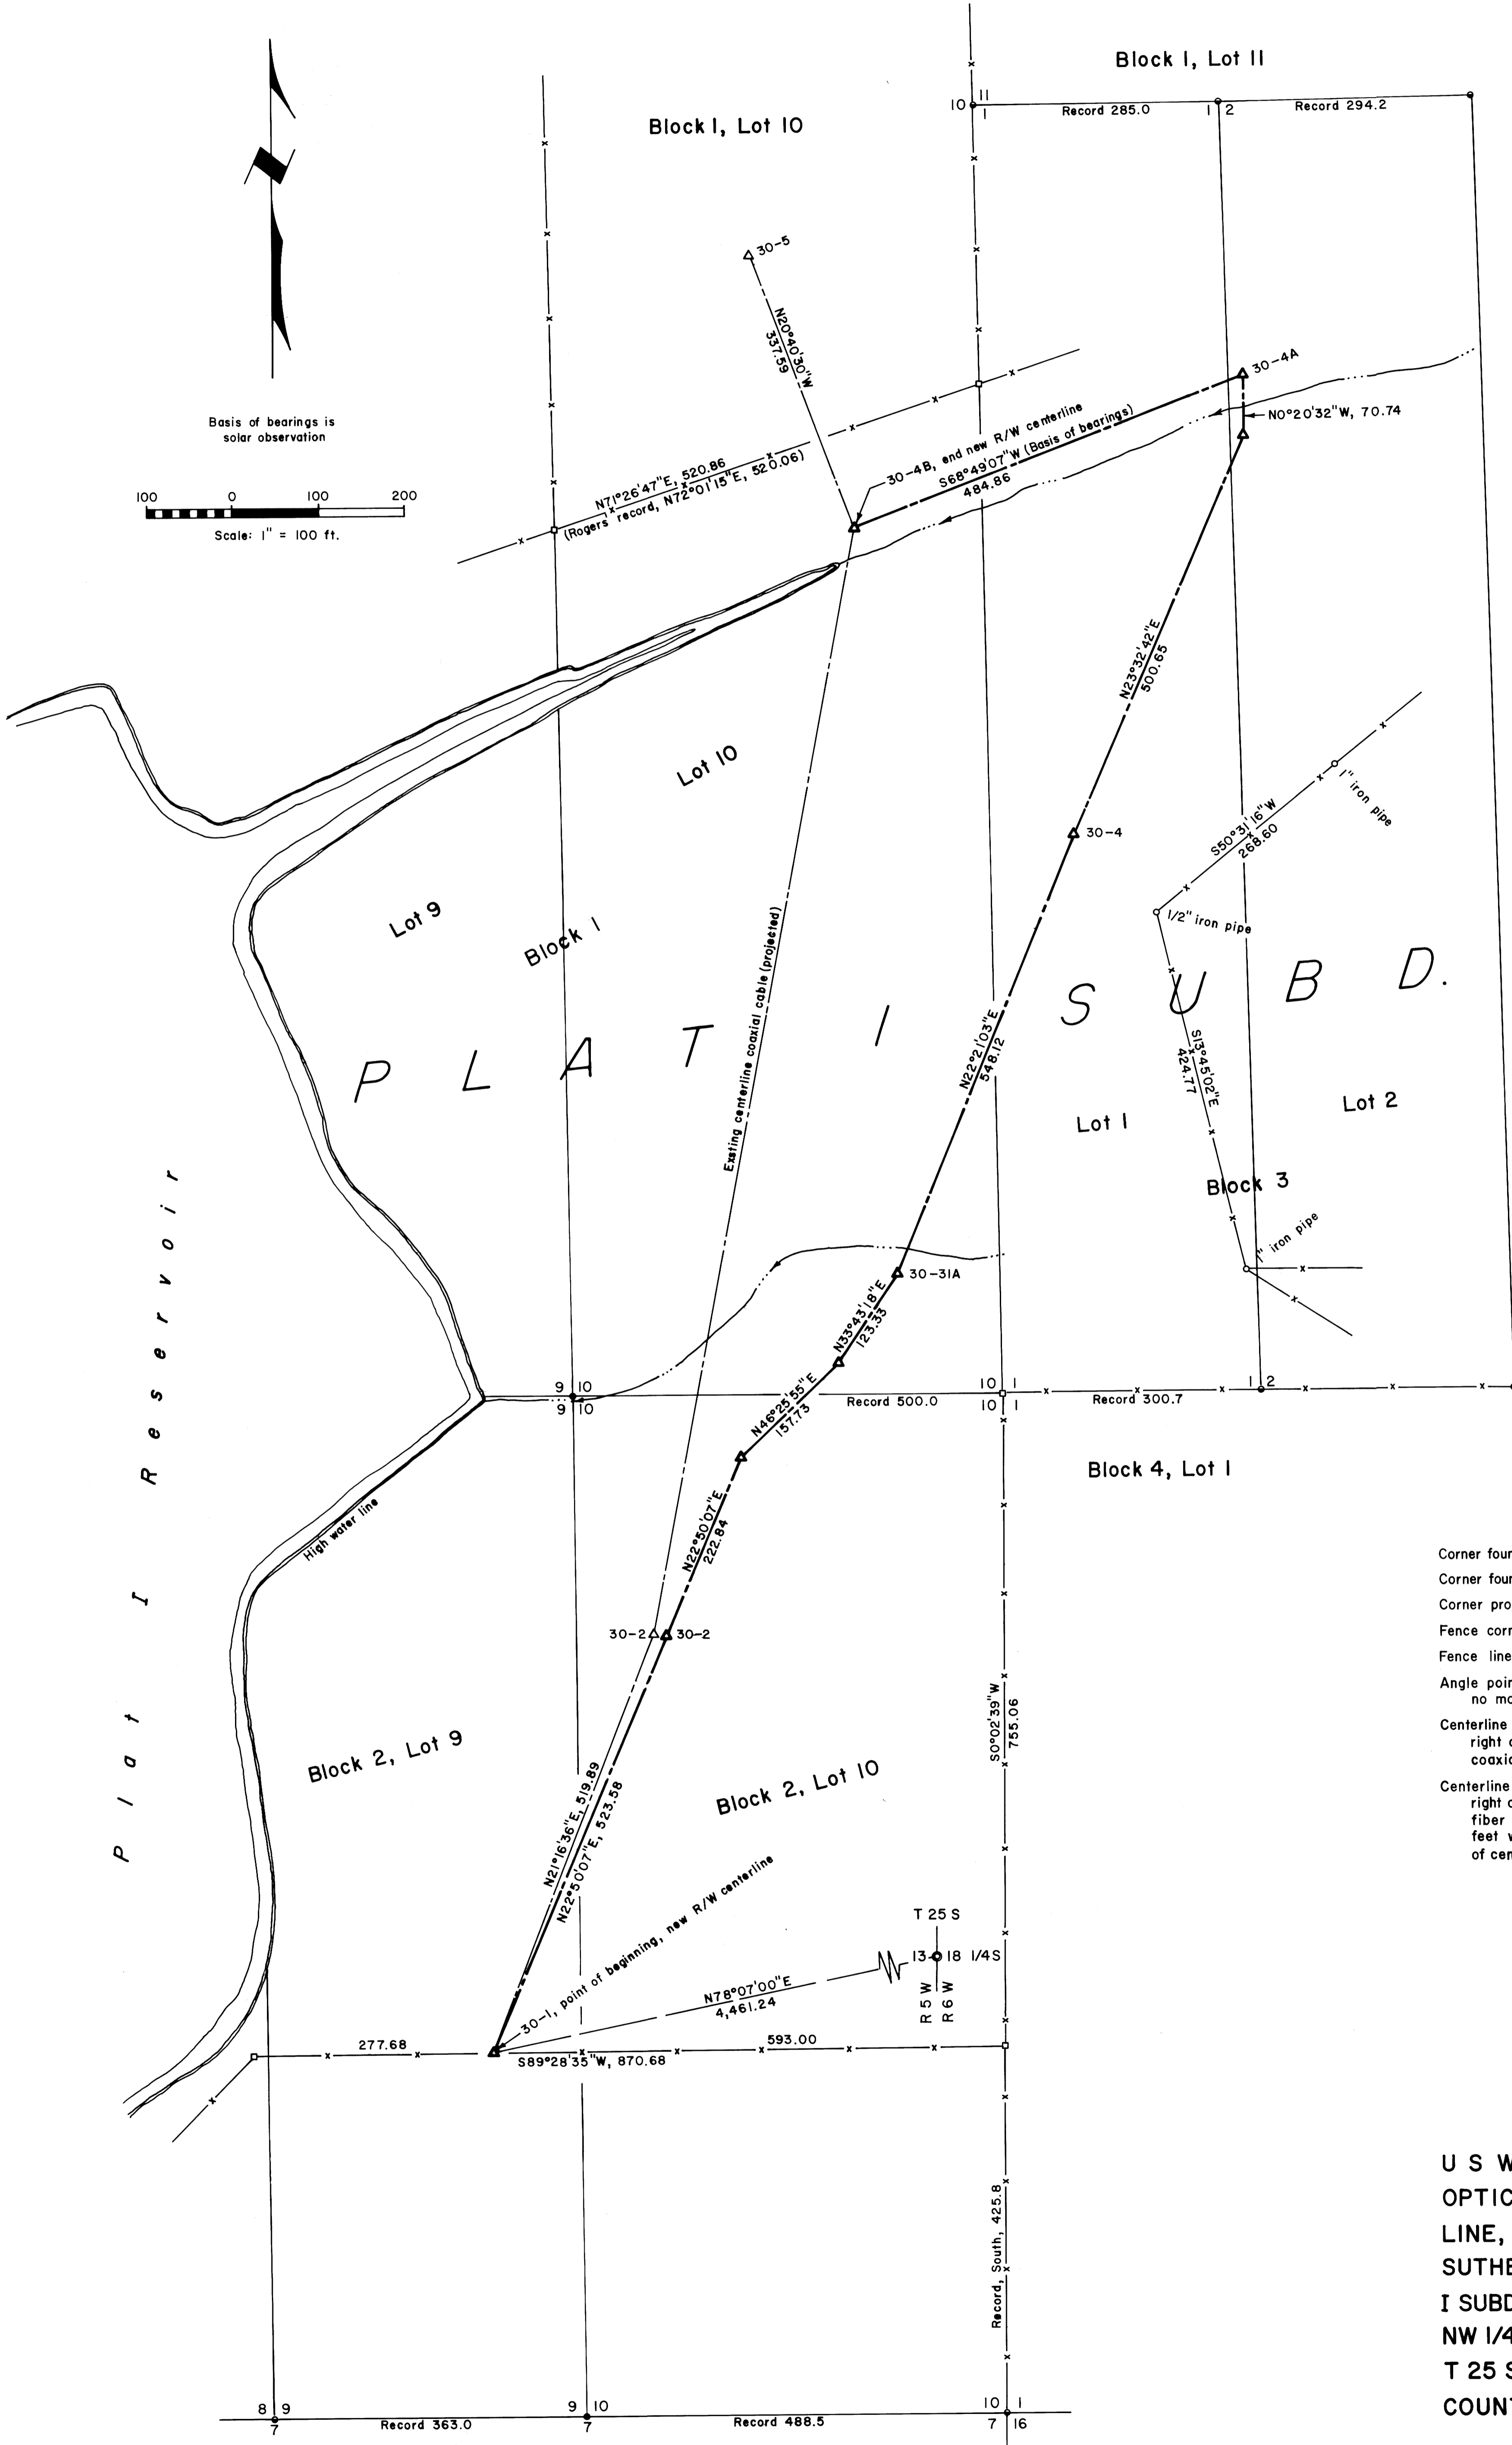 Block 1, Lot 11
10 11
1
Record 285.0
1 2
Record 294.2
Block 1, Lot 10
30-5
N20°40'30"W
337.59
30-4A
N0°20'32"W, 70.74
Basis of bearings is
solar observation
100 0 100 200
Scale: 1" = 100 ft.
30-4B, end new R/W centerline
S68°49'07"W (Basis of bearings)
484.86
N71°26'47"E, 520.86
(Rogers' record, N72°01'15"E, 520.06)
N23°32'42"E
500.65
Lot 10
30-4
1" iron pipe
S50°31'16"W
268.60
1/2" iron pipe
Lot 9
Block 1
Existing centerline coaxial cable (projected)
PLAT I SUBD.
N22°21'03"E
548.12
S13°45'02"E
424.77
Lot 1
Lot 2
Block 3
1" iron pipe
Plat I Reservoir
30-31A
N33°43'18"E
123.33
9 10
9 10
Record 500.0
10 1
10 1
Record 300.7
1 2
N46°25'55"E
157.73
Block 4, Lot 1
High water line
N22°50'07"E
222.84
30-2
30-2
S0°02'39"W
755.06
Block 2, Lot 9
Block 2, Lot 10
N21°16'36"E, 519.89
N22°50'07"E, 523.58
30-1, point of beginning, new R/W centerline
T 25 S
13 18 1/4S
R 5 W
R 6 W
N78°07'00"E
4,461.24
277.68
593.00
S89°28'35"W, 870.68
Record, South, 425.8
8 9
7
Record 363.0
9 10
7
Record 488.5
10 1
7 16
Corner four
Corner four
Corner pro
Fence corn
Fence line
Angle poin
no mo
Centerline
right o
coaxia
Centerline
right o
fiber
feet w
of cen
U S W
OPTIC
LINE,
SUTHE
I SUBD
NW 1/4
T 25 S
COUNT